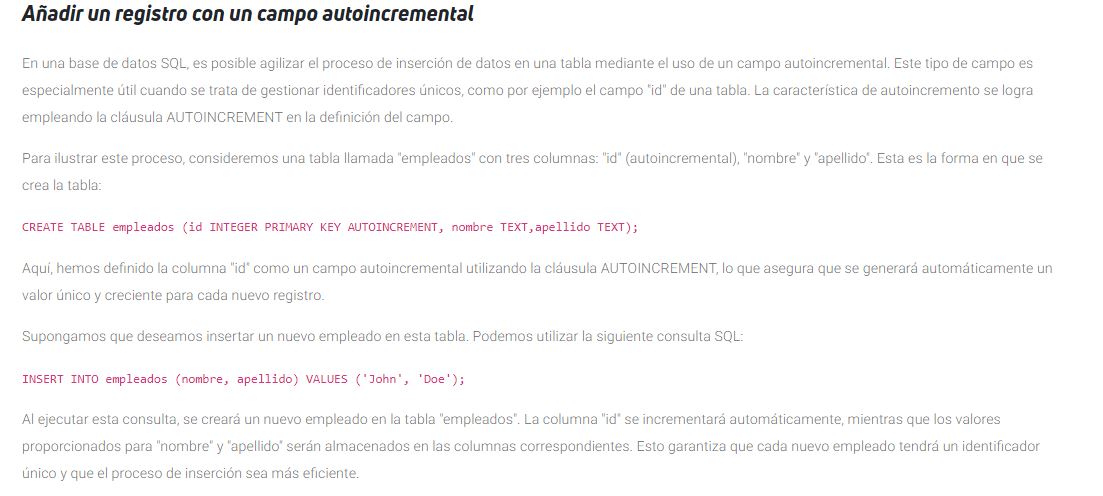 Añadir un registro con un campo autoincremental
En una base de datos SQL, es posible agilizar el proceso de inserción de datos en una tabla mediante el uso de un campo autoincremental. Este tipo de campo es
especialmente útil cuando se trata de gestionar identificadores únicos, como por ejemplo el campo "id" de una tabla. La característica de autoincremento se logra
empleando la cláusula AUTOINCREMENT en la definición del campo.
Para ilustrar este proceso, consideremos una tabla llamada "empleados" con tres columnas: "id" (autoincremental), "nombre" y "apellido". Esta es la forma en que se
crea la tabla:
CREATE TABLE empleados (id INTEGER PRIMARY KEY AUTOINCREMENT, nombre TEXT,apellido TEXT);
Aquí, hemos definido la columna "id" como un campo autoincremental utilizando la cláusula AUTOINCREMENT, lo que asegura que se generará automáticamente un
valor único y creciente para cada nuevo registro.
Supongamos que deseamos insertar un nuevo empleado en esta tabla. Podemos utilizar la siguiente consulta SQL:
INSERT INTO empleados (nombre, apellido) VALUES ('John', 'Doe');
Al ejecutar esta consulta, se creará un nuevo empleado en la tabla "empleados". La columna "id" se incrementará automáticamente, mientras que los valores
proporcionados para "nombre" y "apellido" serán almacenados en las columnas correspondientes. Esto garantiza que cada nuevo empleado tendrá un identificador
único y que el proceso de inserción sea más eficiente.